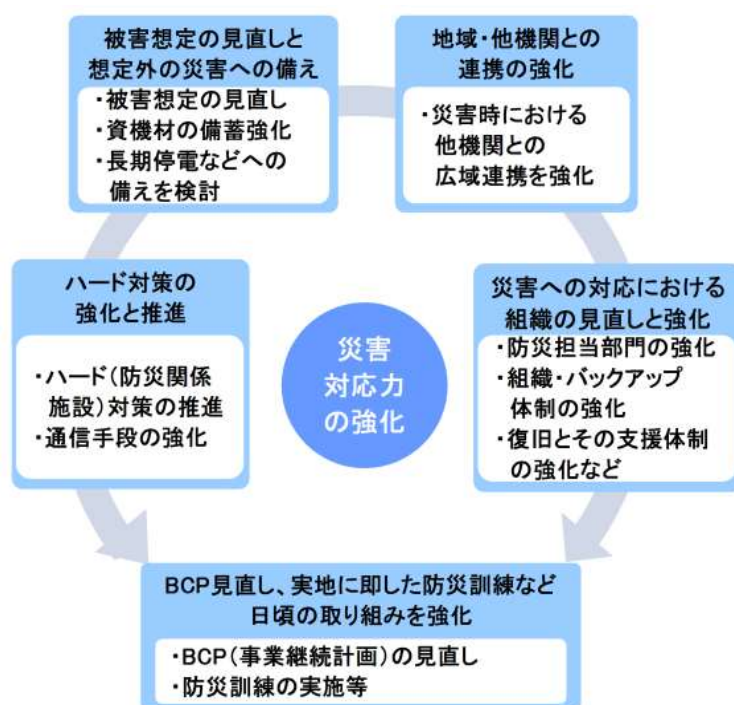 被害想定の見直しと
想定外の災害への備え
・被害想定の見直し
・資機材の備蓄強化
・長期停電などへの
備えを検討
地域・他機関との
連携の強化
・災害時における
他機関との
広域連携を強化
ハード対策の
強化と推進
・ハード(防災関係
施設)対策の推進
・通信手段の強化
災害
対応力
の強化
災害への対応における
組織の見直しと強化
・防災担当部門の強化
・組織・バックアップ
体制の強化
・復旧とその支援体制
の強化など
BCP見直し、実地に即した防災訓練など
日頃の取り組みを強化
・BCP(事業継続計画)の見直し
・防災訓練の実施等